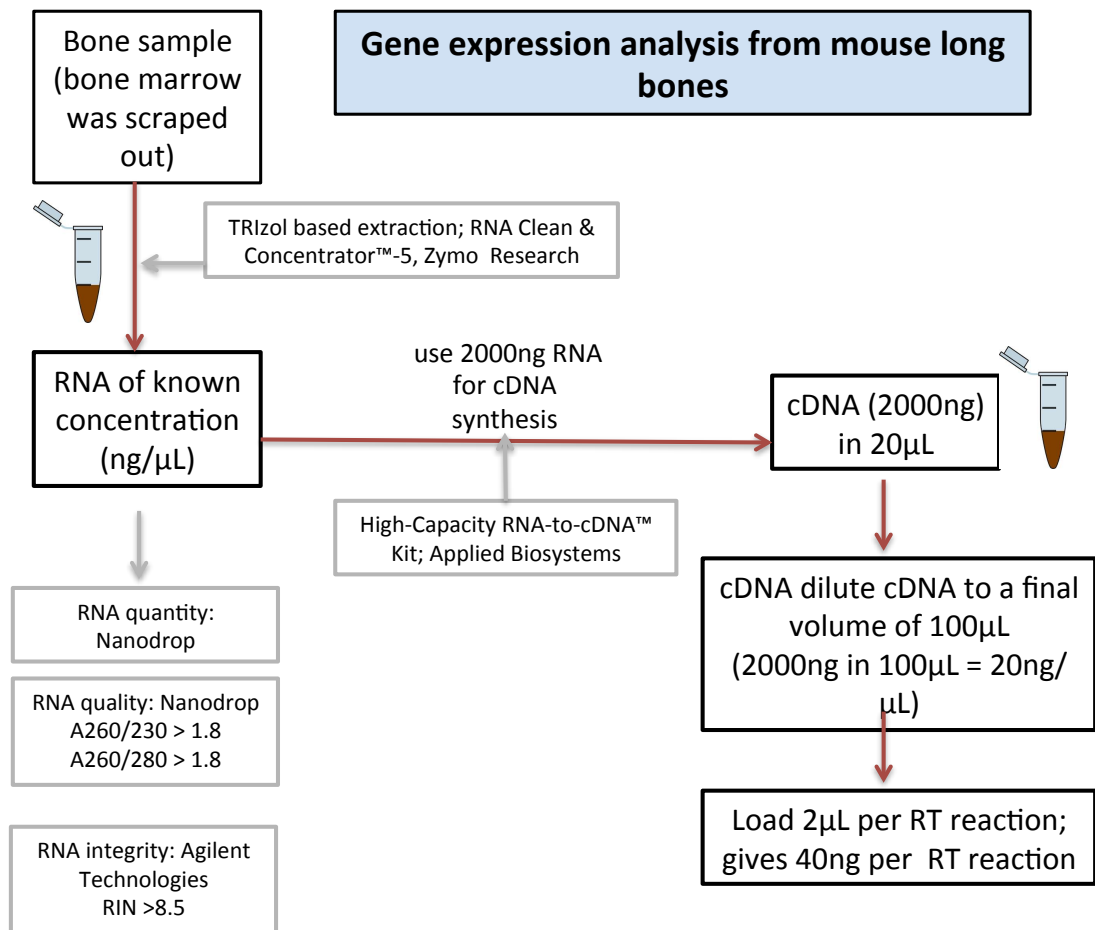 Gene expression analysis from mouse long
bones
Bone sample
(bone marrow
was scraped
out)
TRIzol based extraction; RNA Clean &
Concentrator™-5, Zymo Research
RNA of known
concentration
(ng/µL)
use 2000ng RNA
for cDNA
synthesis
High-Capacity RNA-to-cDNA™
Kit; Applied Biosystems
cDNA (2000ng)
in 20µL
RNA quantity:
Nanodrop
RNA quality: Nanodrop
A260/230 > 1.8
A260/280 > 1.8
RNA integrity: Agilent
Technologies
RIN >8.5
cDNA dilute cDNA to a final
volume of 100µL
(2000ng in 100µL = 20ng/
µL)
Load 2µL per RT reaction;
gives 40ng per RT reaction